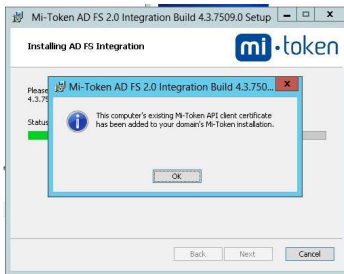 Mi-Token AD FS 2.0 Integration Build 4.3.7509.0 Setup
Installing AD FS Integration
mi·token
Please
4.3.75
Status
Mi-Token AD FS 2.0 Integration Build 4.3.750...
This computer's existing Mi-Token API client certificate
has been added to your domain's Mi-Token installation.
OK
Back Next Cancel